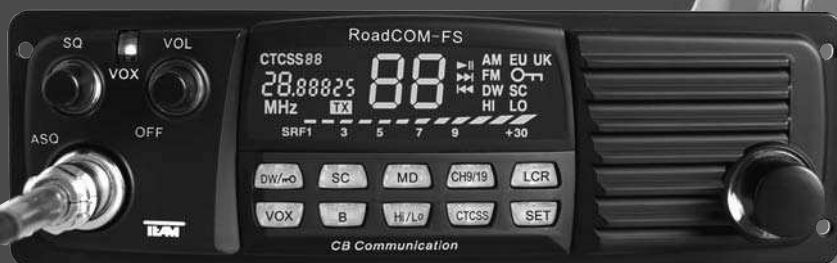 RoadCOM-FS
SQ
VOX
VOL
OFF
ASQ
TEAM
CTCSS88
28.88825
MHz TX
88
AM EU UK
FM
DW SC
HI LO
SRF1 3 5 7 9 +30
DW/ SC MD CH9/19 LCR
VOX B Hi/Lo CTCSS SET
CB Communication